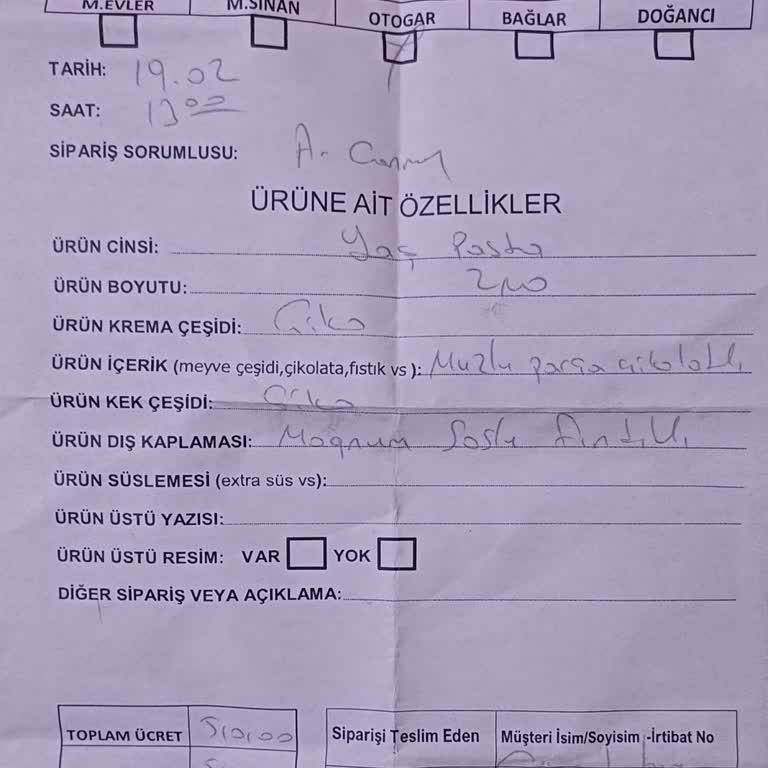 M.EVLER M.SİNAN OTOGAR BAĞLAR DOĞANCI
TARİH: 19.02
SAAT: 13 00
SİPARİŞ SORUMLUSU: A.
ÜRÜNE AİT ÖZELLİKLER
ÜRÜN CİNSİ: Yaş Pasta
ÜRÜN BOYUTU:
ÜRÜN KREMA ÇEŞİDİ: Çiko
ÜRÜN İÇERİK (meyve çeşidi,çikolata,fıstık vs ): Muzlu parça çikolatalı
ÜRÜN KEK ÇEŞİDİ: Çiko
ÜRÜN DIŞ KAPLAMASI: Magnum Soslu Fındıklı
ÜRÜN SÜSLEMESİ (extra süs vs):
ÜRÜN ÜSTÜ YAZISI:
ÜRÜN ÜSTÜ RESİM: VAR YOK
DİĞER SİPARİŞ VEYA AÇIKLAMA:
TOPLAM ÜCRET 510,00 Siparişi Teslim Eden Müşteri İsim/Soyisim -İrtibat No